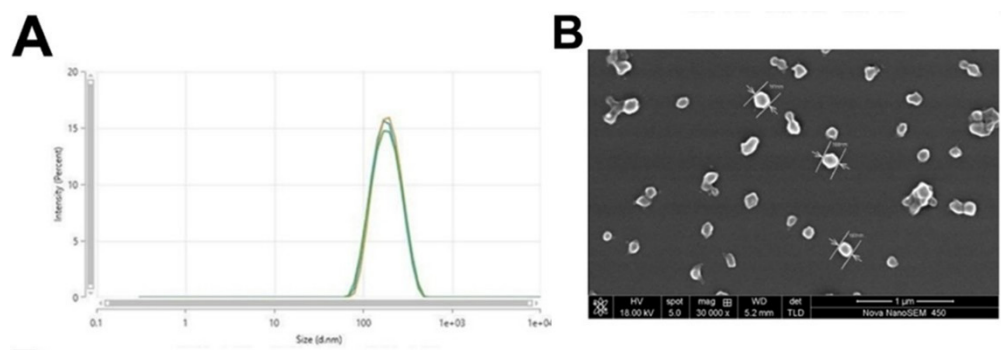 A
B
20
15
10
5
0
Intensity (Percent)
0.1
1
10
100
1e+03
1e+04
Size (d.nm)
HV spot mag WD det 1 µm
18.00 kV 5.0 30 000 x 5.2 mm TLD Nova NanoSEM 450